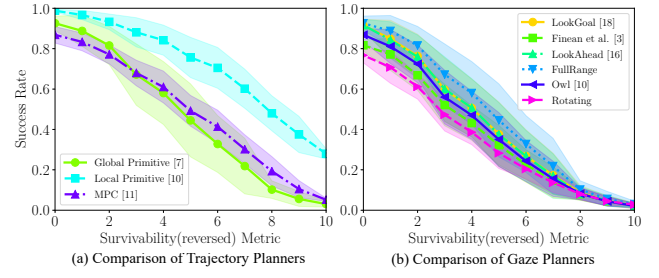 1.0
0.8
0.6
0.4
0.2
0.0
Success Rate
Global Primitive [7]
Local Primitive [10]
MPC [11]
0 2 4 6 8 10
Survivability(reversed) Metric
(a) Comparison of Trajectory Planners
1.0
0.8
0.6
0.4
0.2
0.0
LookGoal [18]
Finean et al. [3]
LookAhead [16]
FullRange
Owl [10]
Rotating
0 2 4 6 8 10
Survivability(reversed) Metric
(b) Comparison of Gaze Planners